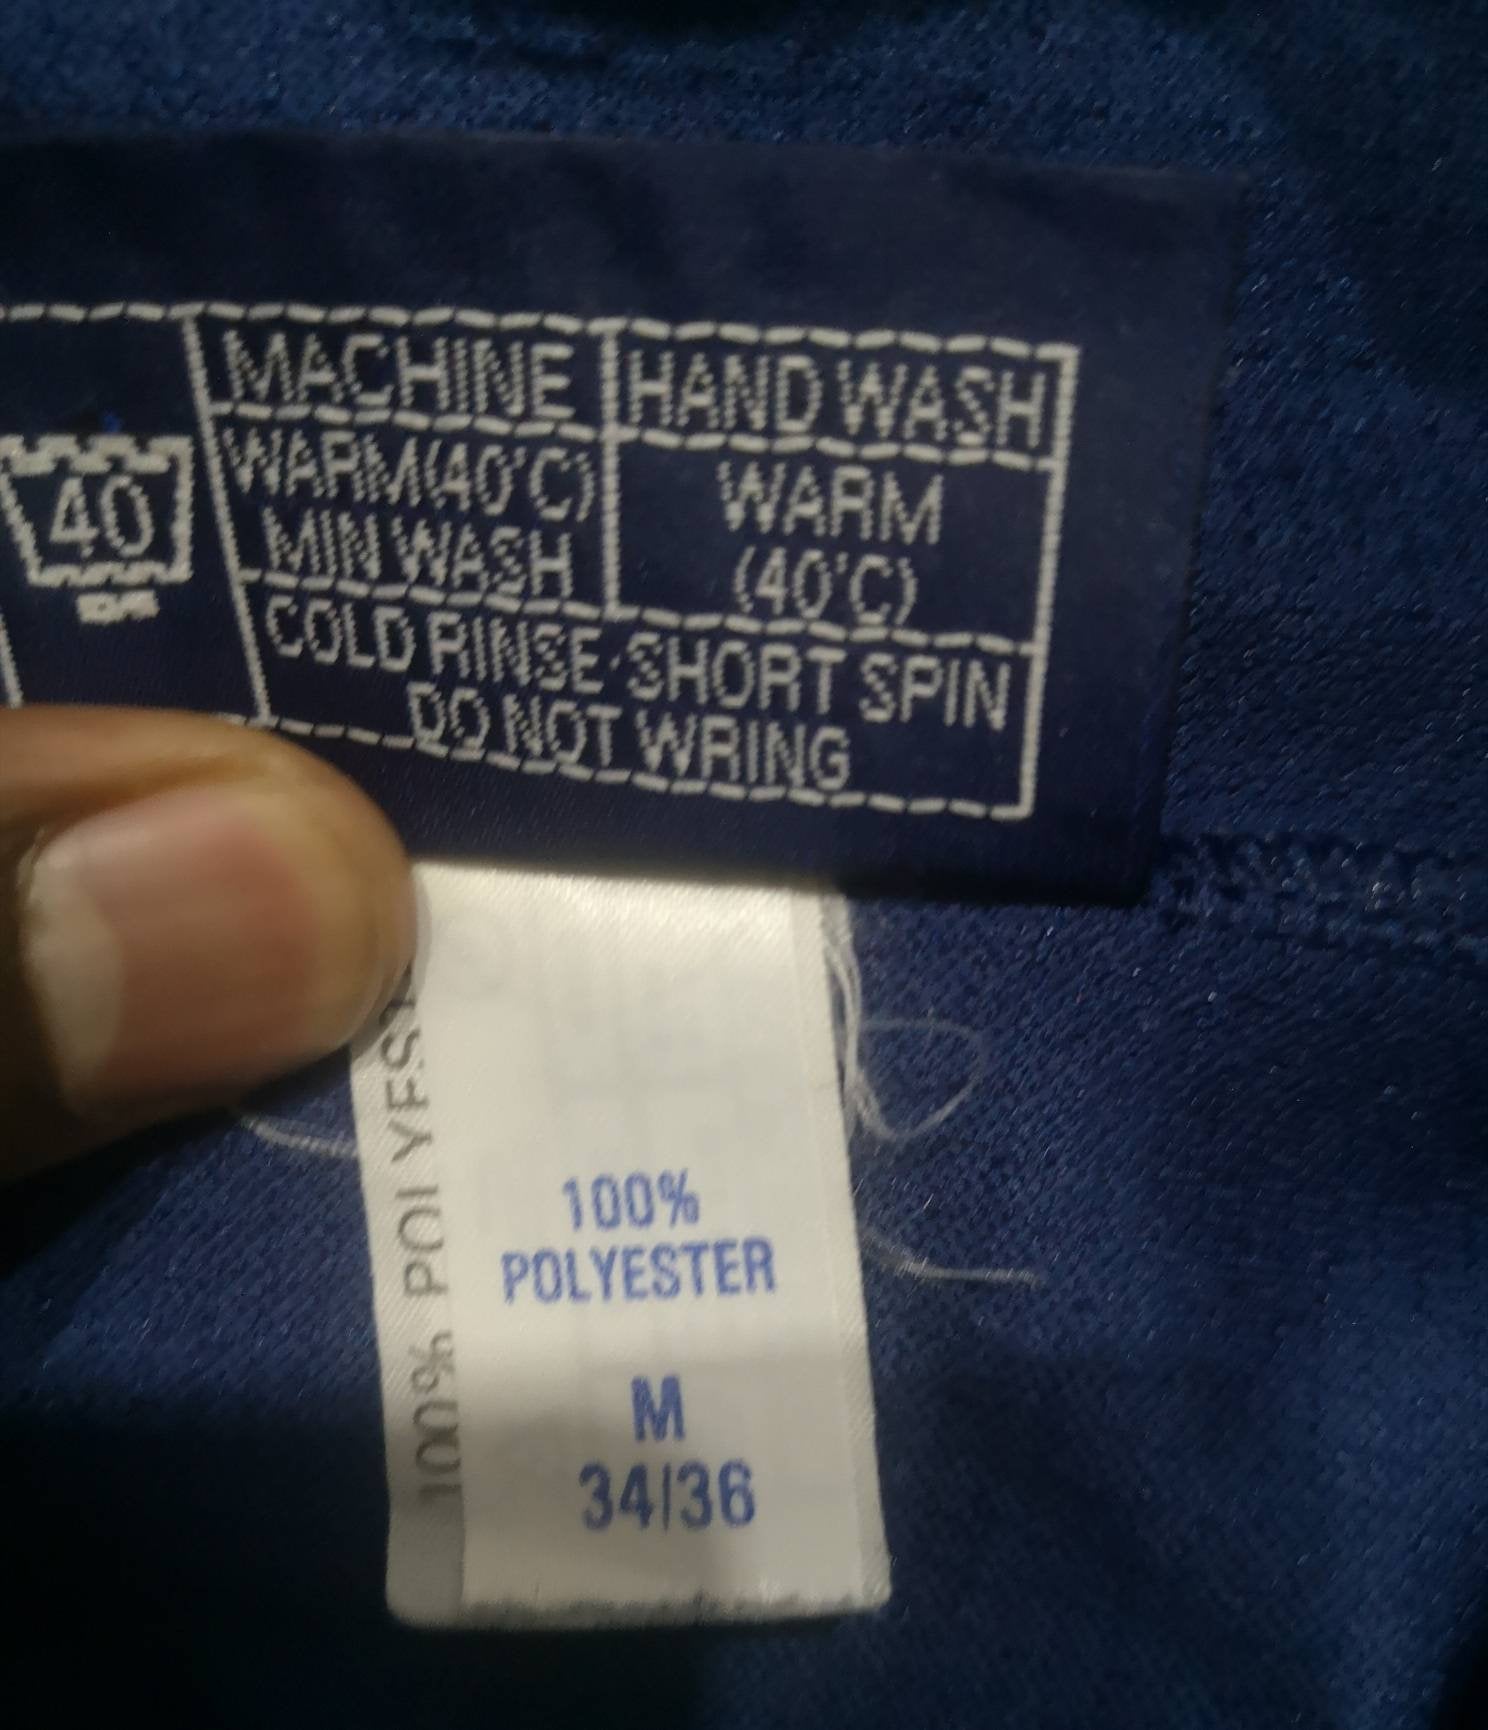 MACHINE
HAND WASH
40
WARM(40°C)
MIN WASH
WARM
(40°C)
COLD RINSE·SHORT SPIN
DO NOT WRING
100%
100%
POLYESTER
M
34/36